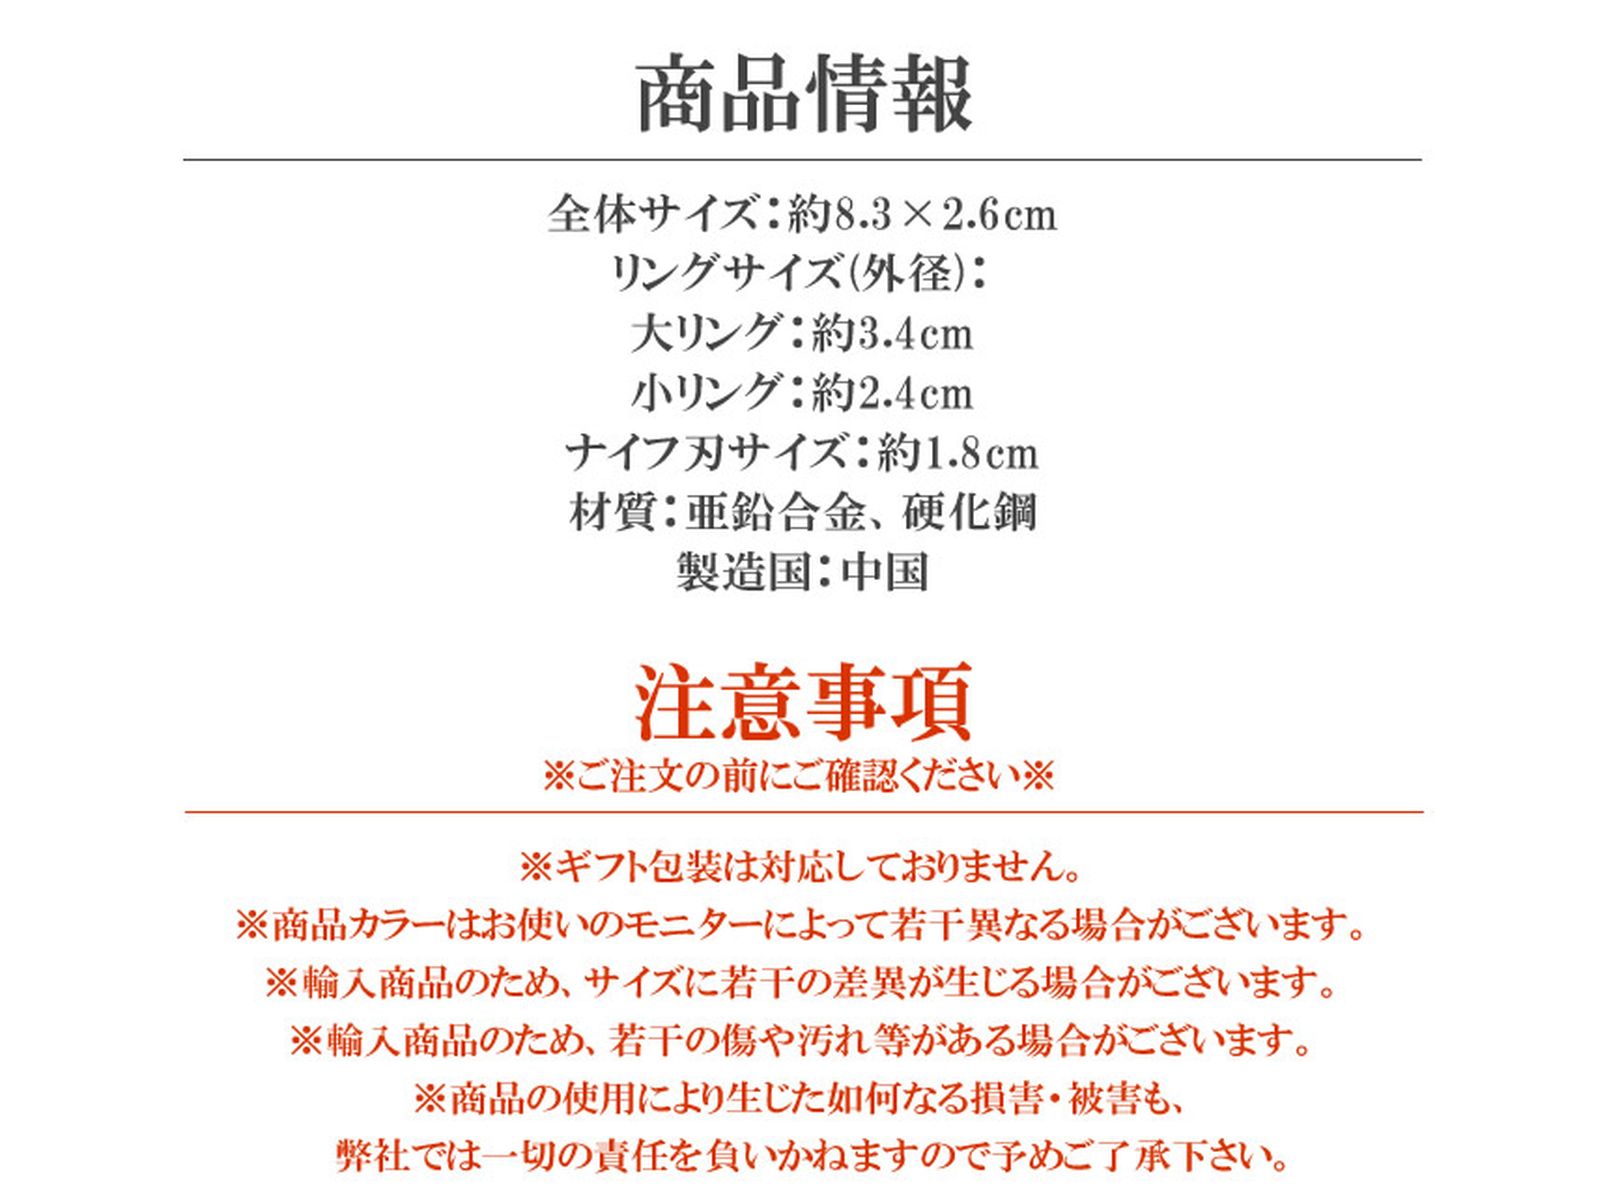 商品情報
全体サイズ：約8.3×2.6cm
リングサイズ(外径)：
大リング：約3.4cm
小リング：約2.4cm
ナイフ刃サイズ：約1.8cm
材質：亜鉛合金、硬化鋼
製造国：中国
注意事項
※ご注文の前にご確認ください※
※ギフト包装は対応しておりません。
※商品カラーはお使いのモニターによって若干異なる場合がございます。
※輸入商品のため、サイズに若干の差異が生じる場合がございます。
※輸入商品のため、若干の傷や汚れ等がある場合がございます。
※商品の使用により生じた如何なる損害・被害も、
弊社では一切の責任を負いかねますので予めご了承下さい。